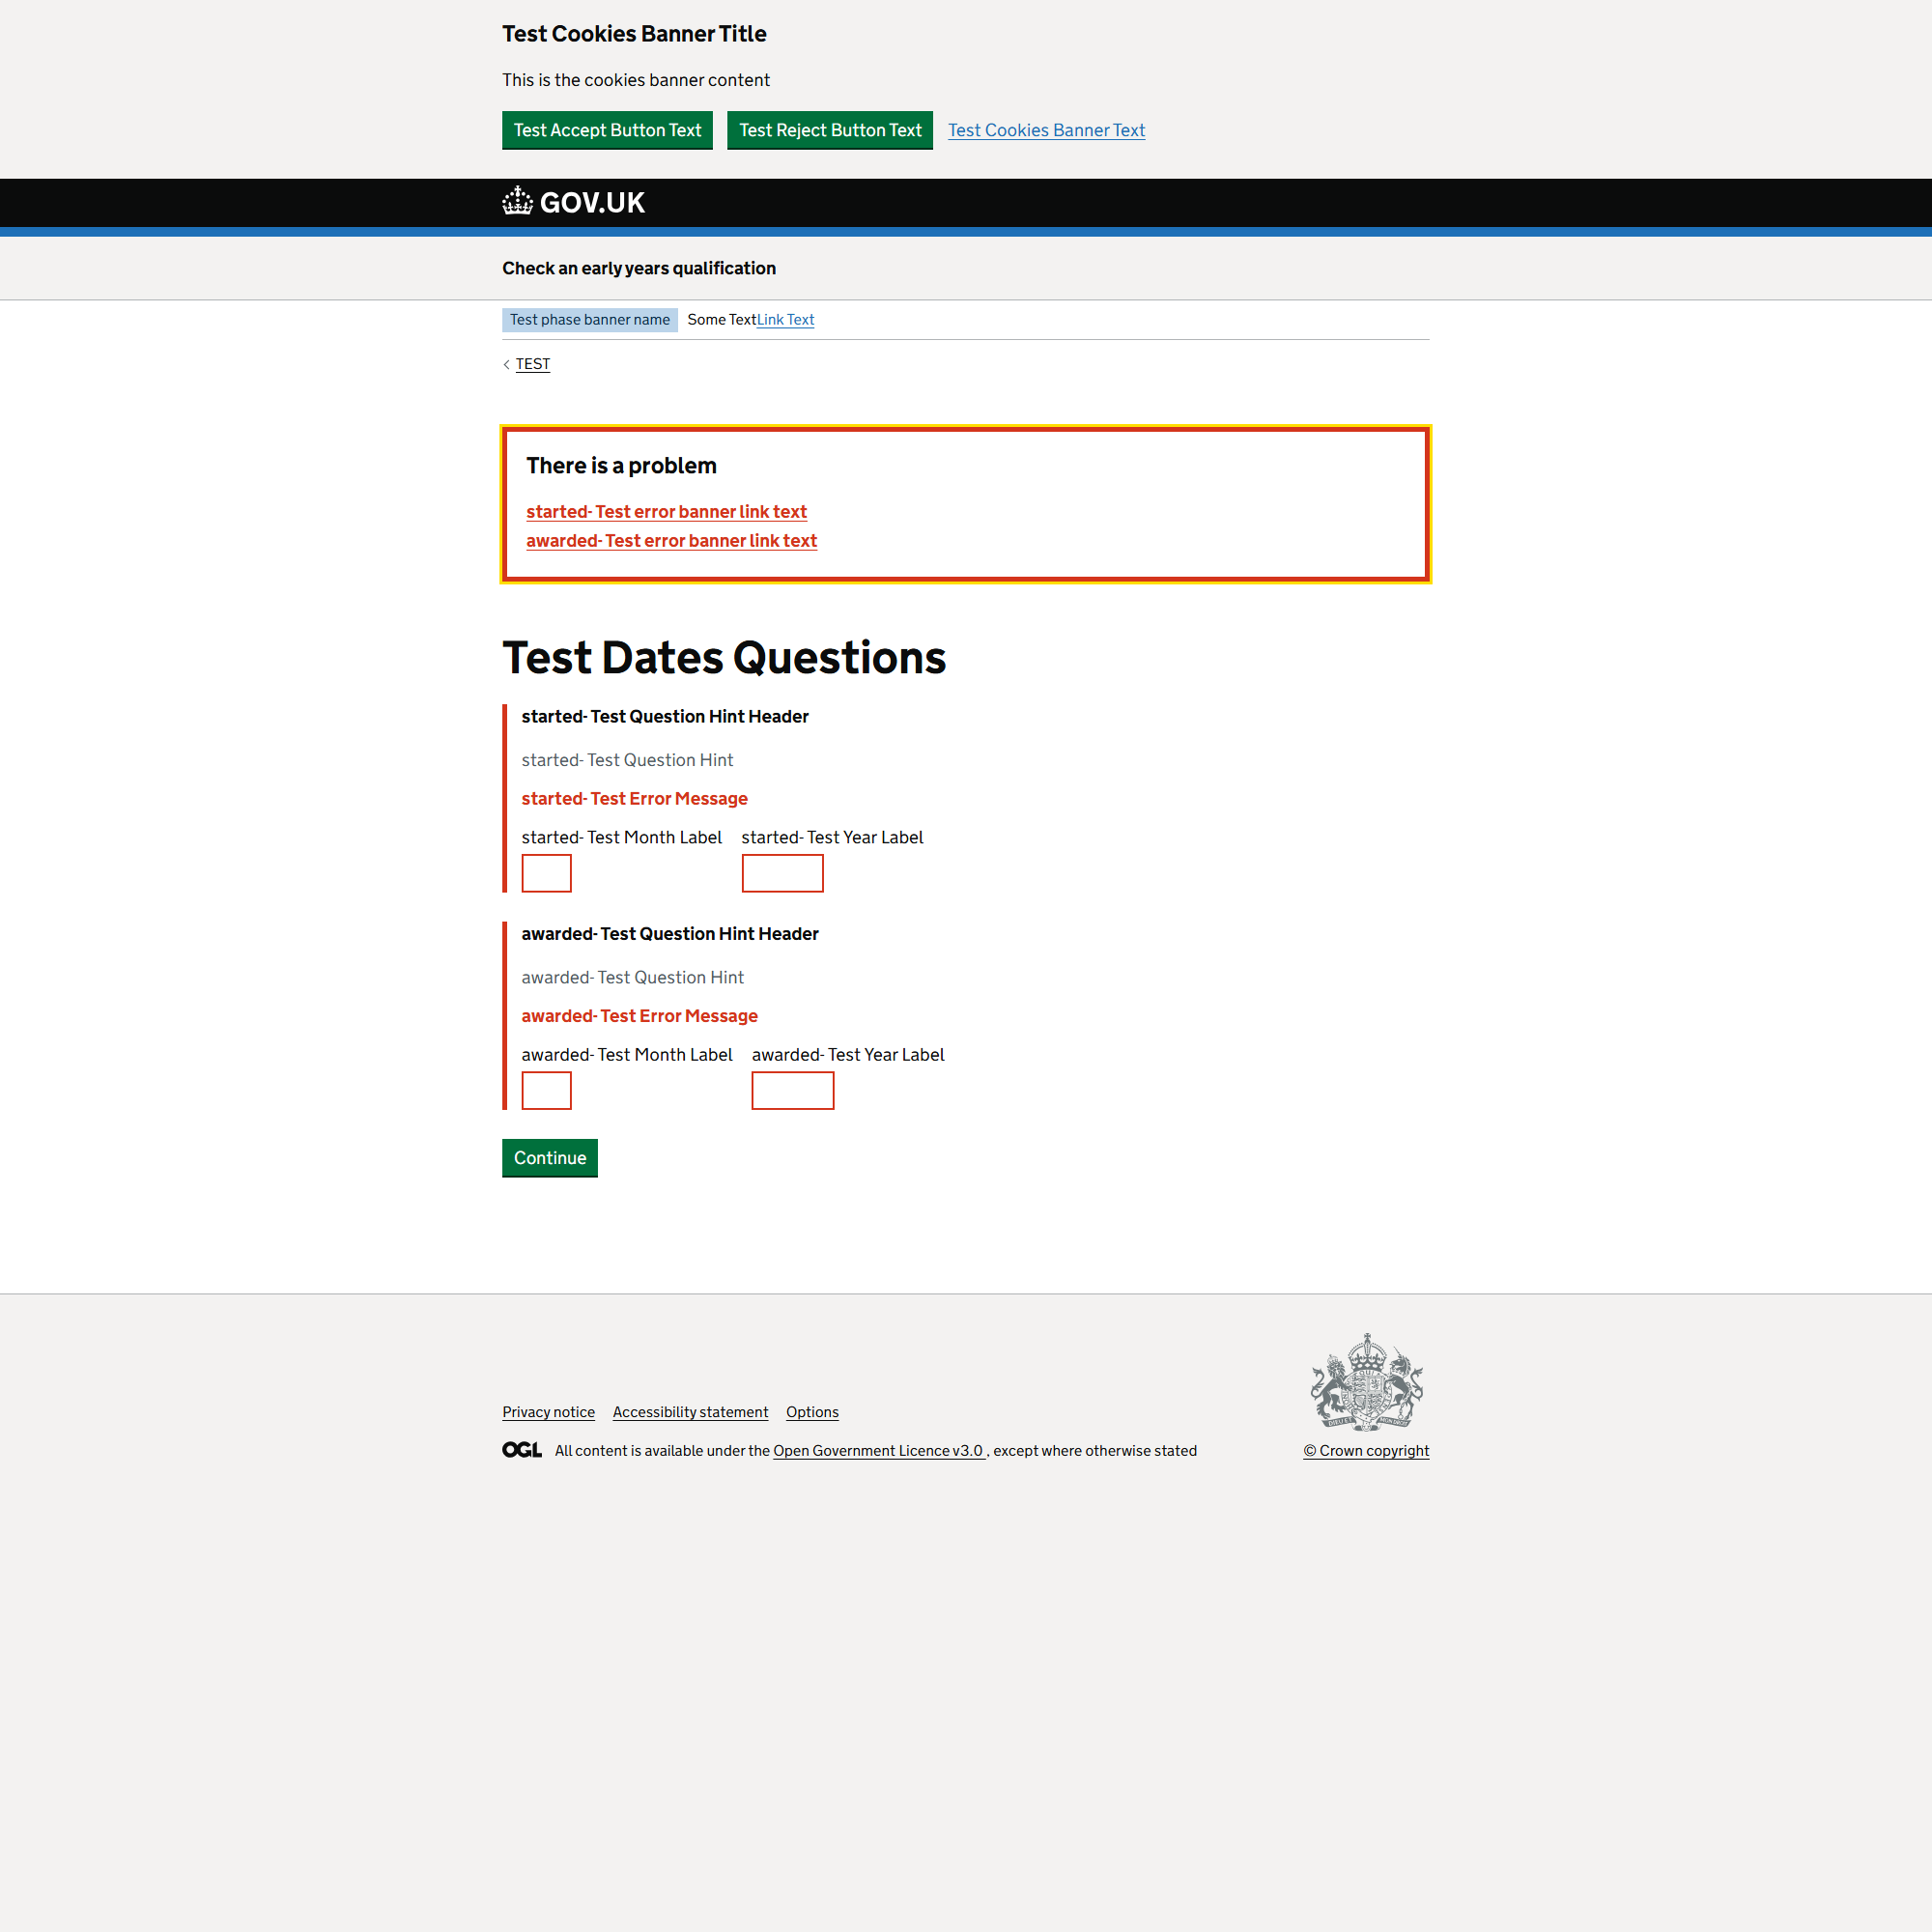 Test Cookies Banner Title
This is the cookies banner content
Test Accept Button Text Test Reject Button Text Test Cookies Banner Text
GOV.UK
Check an early years qualification
Test phase banner name Some TextLink Text
TEST
There is a problem
started- Test error banner link text
awarded- Test error banner link text
Test Dates Questions
started- Test Question Hint Header
started- Test Question Hint
started- Test Error Message
started- Test Month Label started- Test Year Label
awarded- Test Question Hint Header
awarded- Test Question Hint
awarded- Test Error Message
awarded- Test Month Label awarded- Test Year Label
Continue
Privacy notice Accessibility statement Options
OGL All content is available under the Open Government Licence v3.0 , except where otherwise stated
© Crown copyright